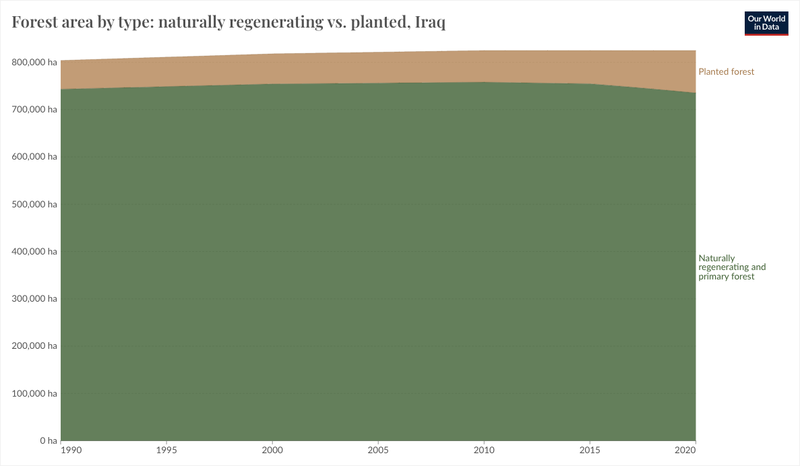 Forest area by type: naturally regenerating vs. planted, Iraq
Our World
in Data
800,000 ha
700,000 ha
600,000 ha
500,000 ha
400,000 ha
300,000 ha
200,000 ha
100,000 ha
0 ha
Planted forest
Naturally
regenerating and
primary forest
1990
1995
2000
2005
2010
2015
2020